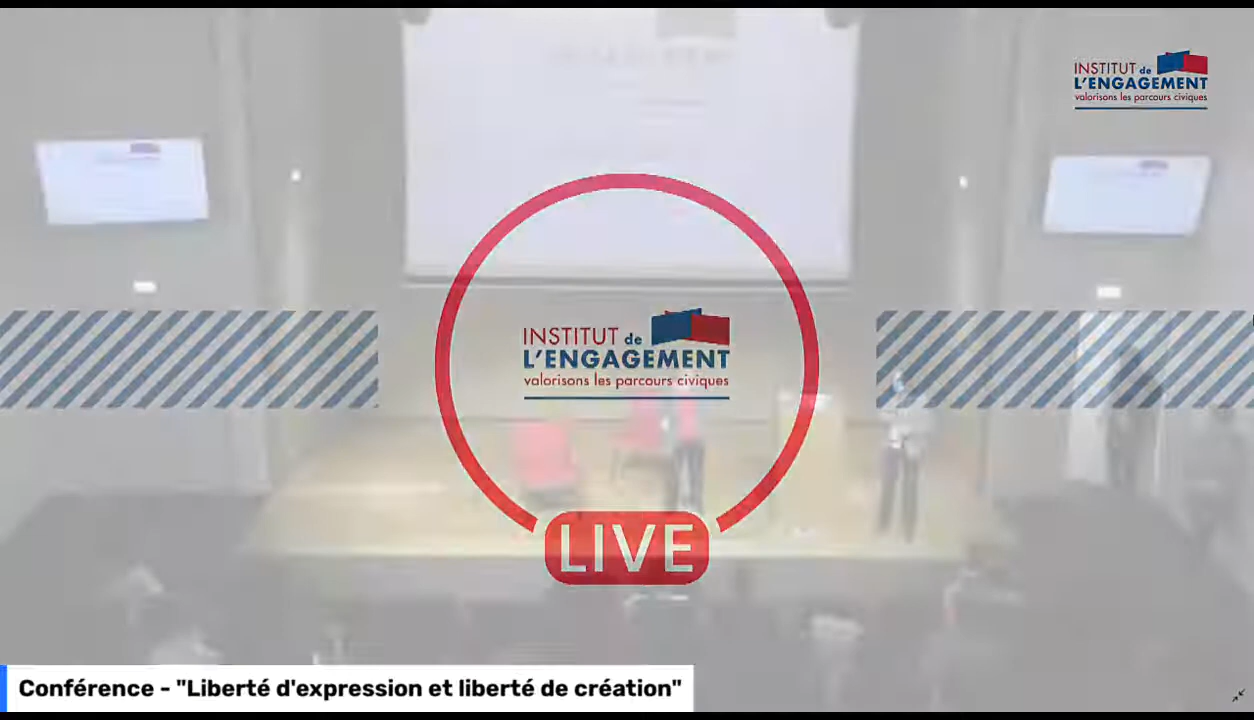 INSTITUT de
L'ENGAGEMENT
valorisons les parcours civiques
INSTITUT de
L'ENGAGEMENT
valorisons les parcours civiques
LIVE
Conférence - "Liberté d'expression et liberté de création"